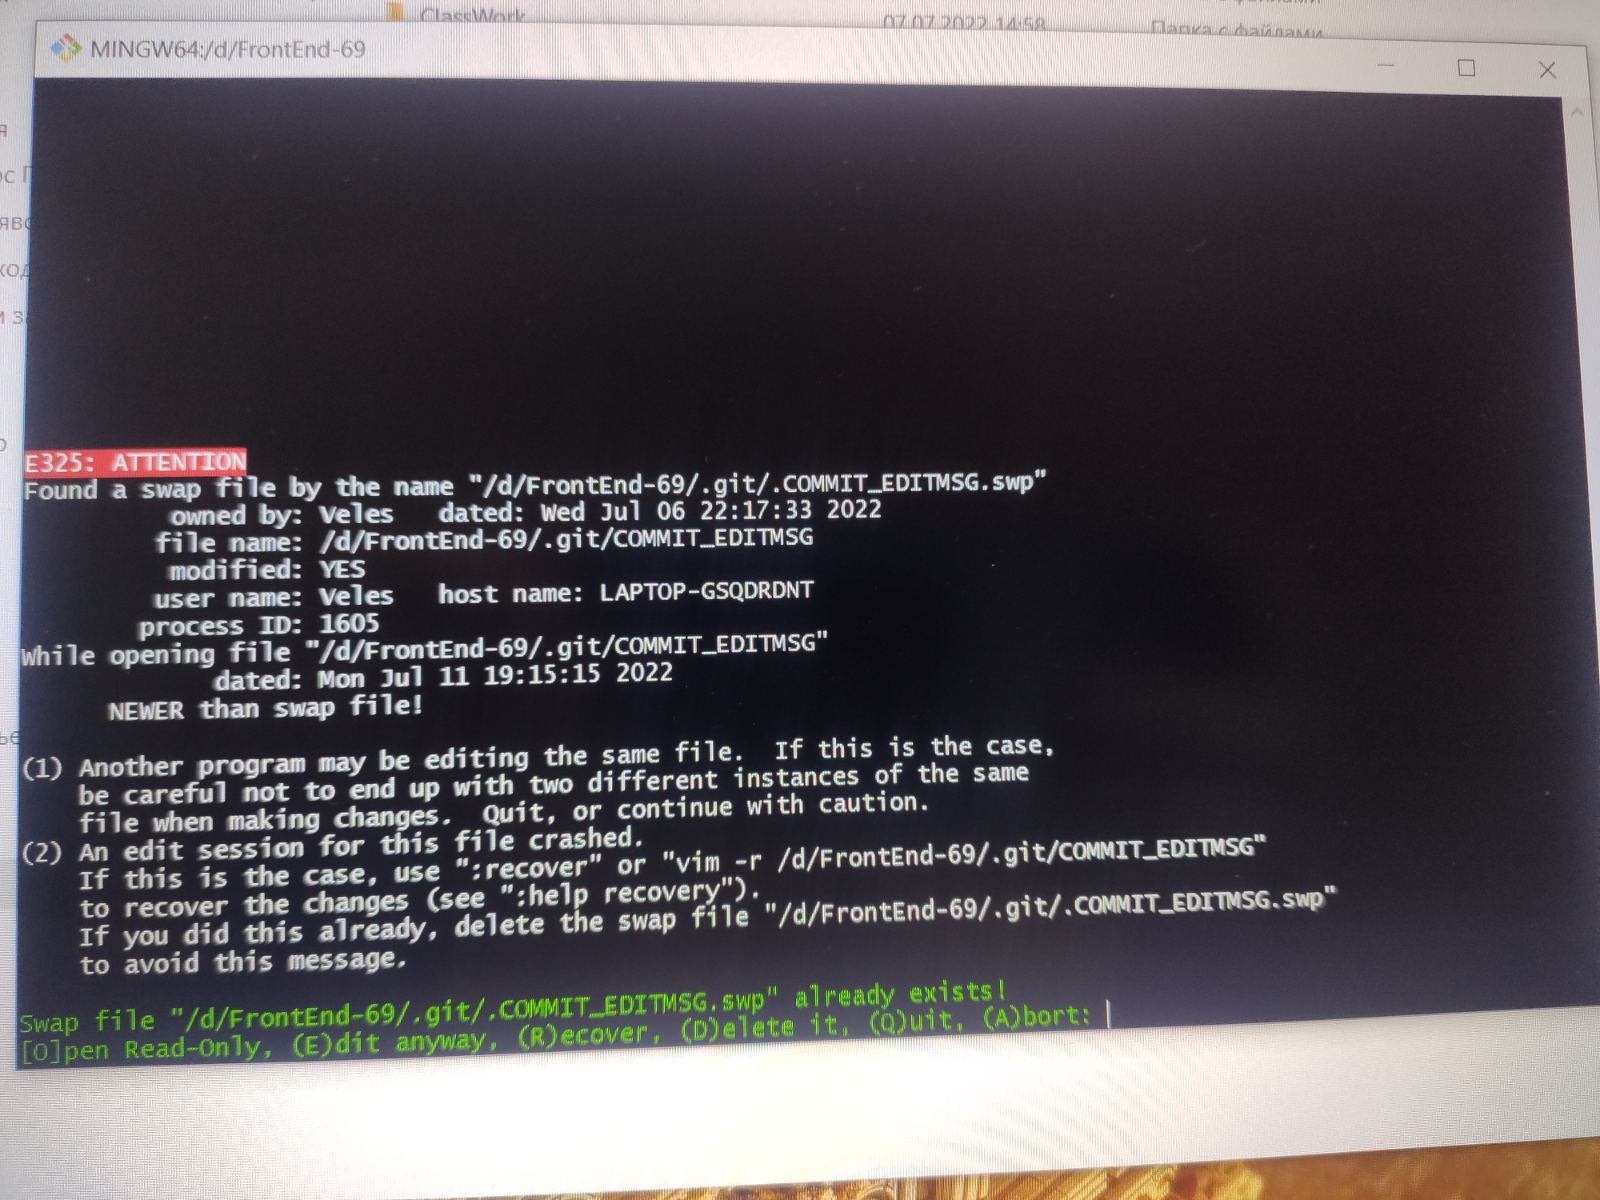 ClassWork
07.07.2022 14:58
Папка с файлами
MINGW64:/d/FrontEnd-69
E325: ATTENTION
Found a swap file by the name "/d/FrontEnd-69/.git/.COMMIT_EDITMSG.swp"
owned by: Veles   dated: Wed Jul 06 22:17:33 2022
file name: /d/FrontEnd-69/.git/COMMIT_EDITMSG
modified: YES
user name: Veles   host name: LAPTOP-GSQDRDNT
process ID: 1605
While opening file "/d/FrontEnd-69/.git/COMMIT_EDITMSG"
dated: Mon Jul 11 19:15:15 2022
NEWER than swap file!
(1) Another program may be editing the same file.  If this is the case,
be careful not to end up with two different instances of the same
file when making changes.  Quit, or continue with caution.
(2) An edit session for this file crashed.
If this is the case, use ":recover" or "vim -r /d/FrontEnd-69/.git/COMMIT_EDITMSG"
to recover the changes (see ":help recovery").
If you did this already, delete the swap file "/d/FrontEnd-69/.git/.COMMIT_EDITMSG.swp"
to avoid this message.
Swap file "/d/FrontEnd-69/.git/.COMMIT_EDITMSG.swp" already exists!
[O]pen Read-Only, (E)dit anyway, (R)ecover, (D)elete it, (Q)uit, (A)bort: